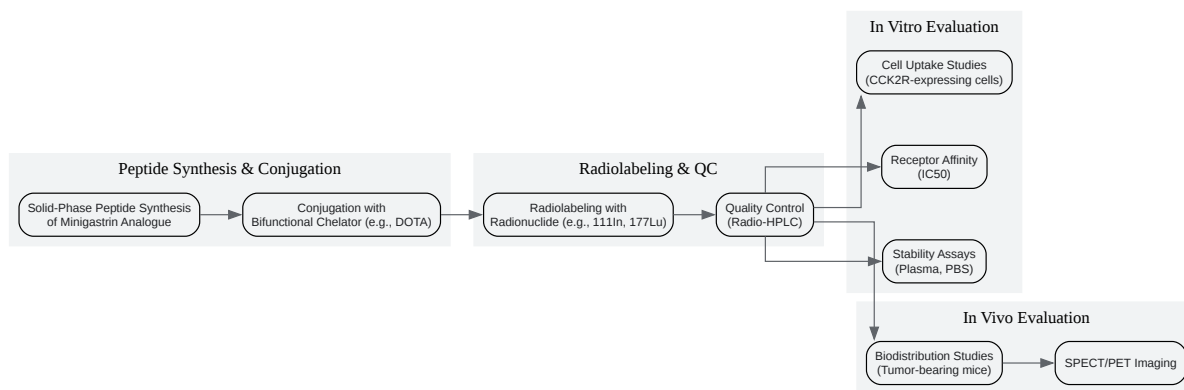 Peptide Synthesis & Conjugation
Solid-Phase Peptide Synthesis
of Minigastrin Analogue
Conjugation with
Bifunctional Chelator (e.g., DOTA)
Radiolabeling & QC
Radiolabeling with
Radionuclide (e.g., 111In, 177Lu)
Quality Control
(Radio-HPLC)
In Vitro Evaluation
Cell Uptake Studies
(CCK2R-expressing cells)
Receptor Affinity
(IC50)
Stability Assays
(Plasma, PBS)
In Vivo Evaluation
Biodistribution Studies
(Tumor-bearing mice)
SPECT/PET Imaging